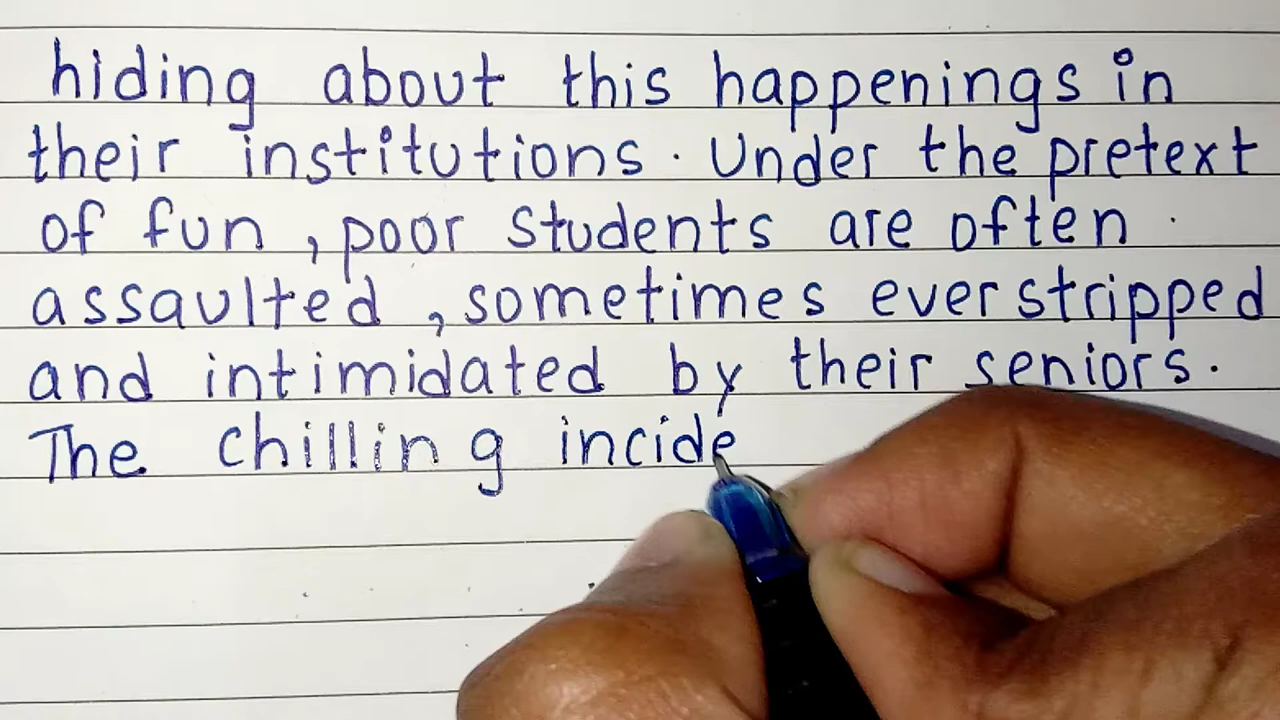 hiding about this happenings in
their institutions. Under the pretext
of fun, poor students are often
assaulted, sometimes ever stripped
and intimidated by their seniors.
The chilling incide